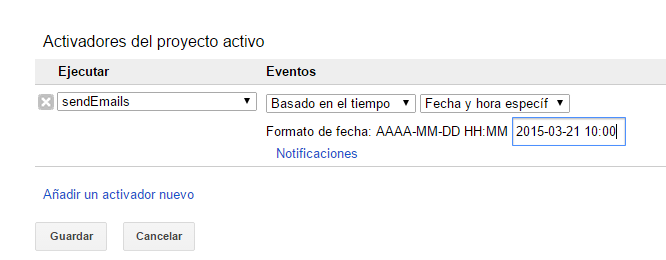 Activadores del proyecto activo
Ejecutar Eventos
sendEmails Basado en el tiempo Fecha y hora específ
Formato de fecha: AAAA-MM-DD HH:MM 2015-03-21 10:00
Notificaciones
Añadir un activador nuevo
Guardar Cancelar